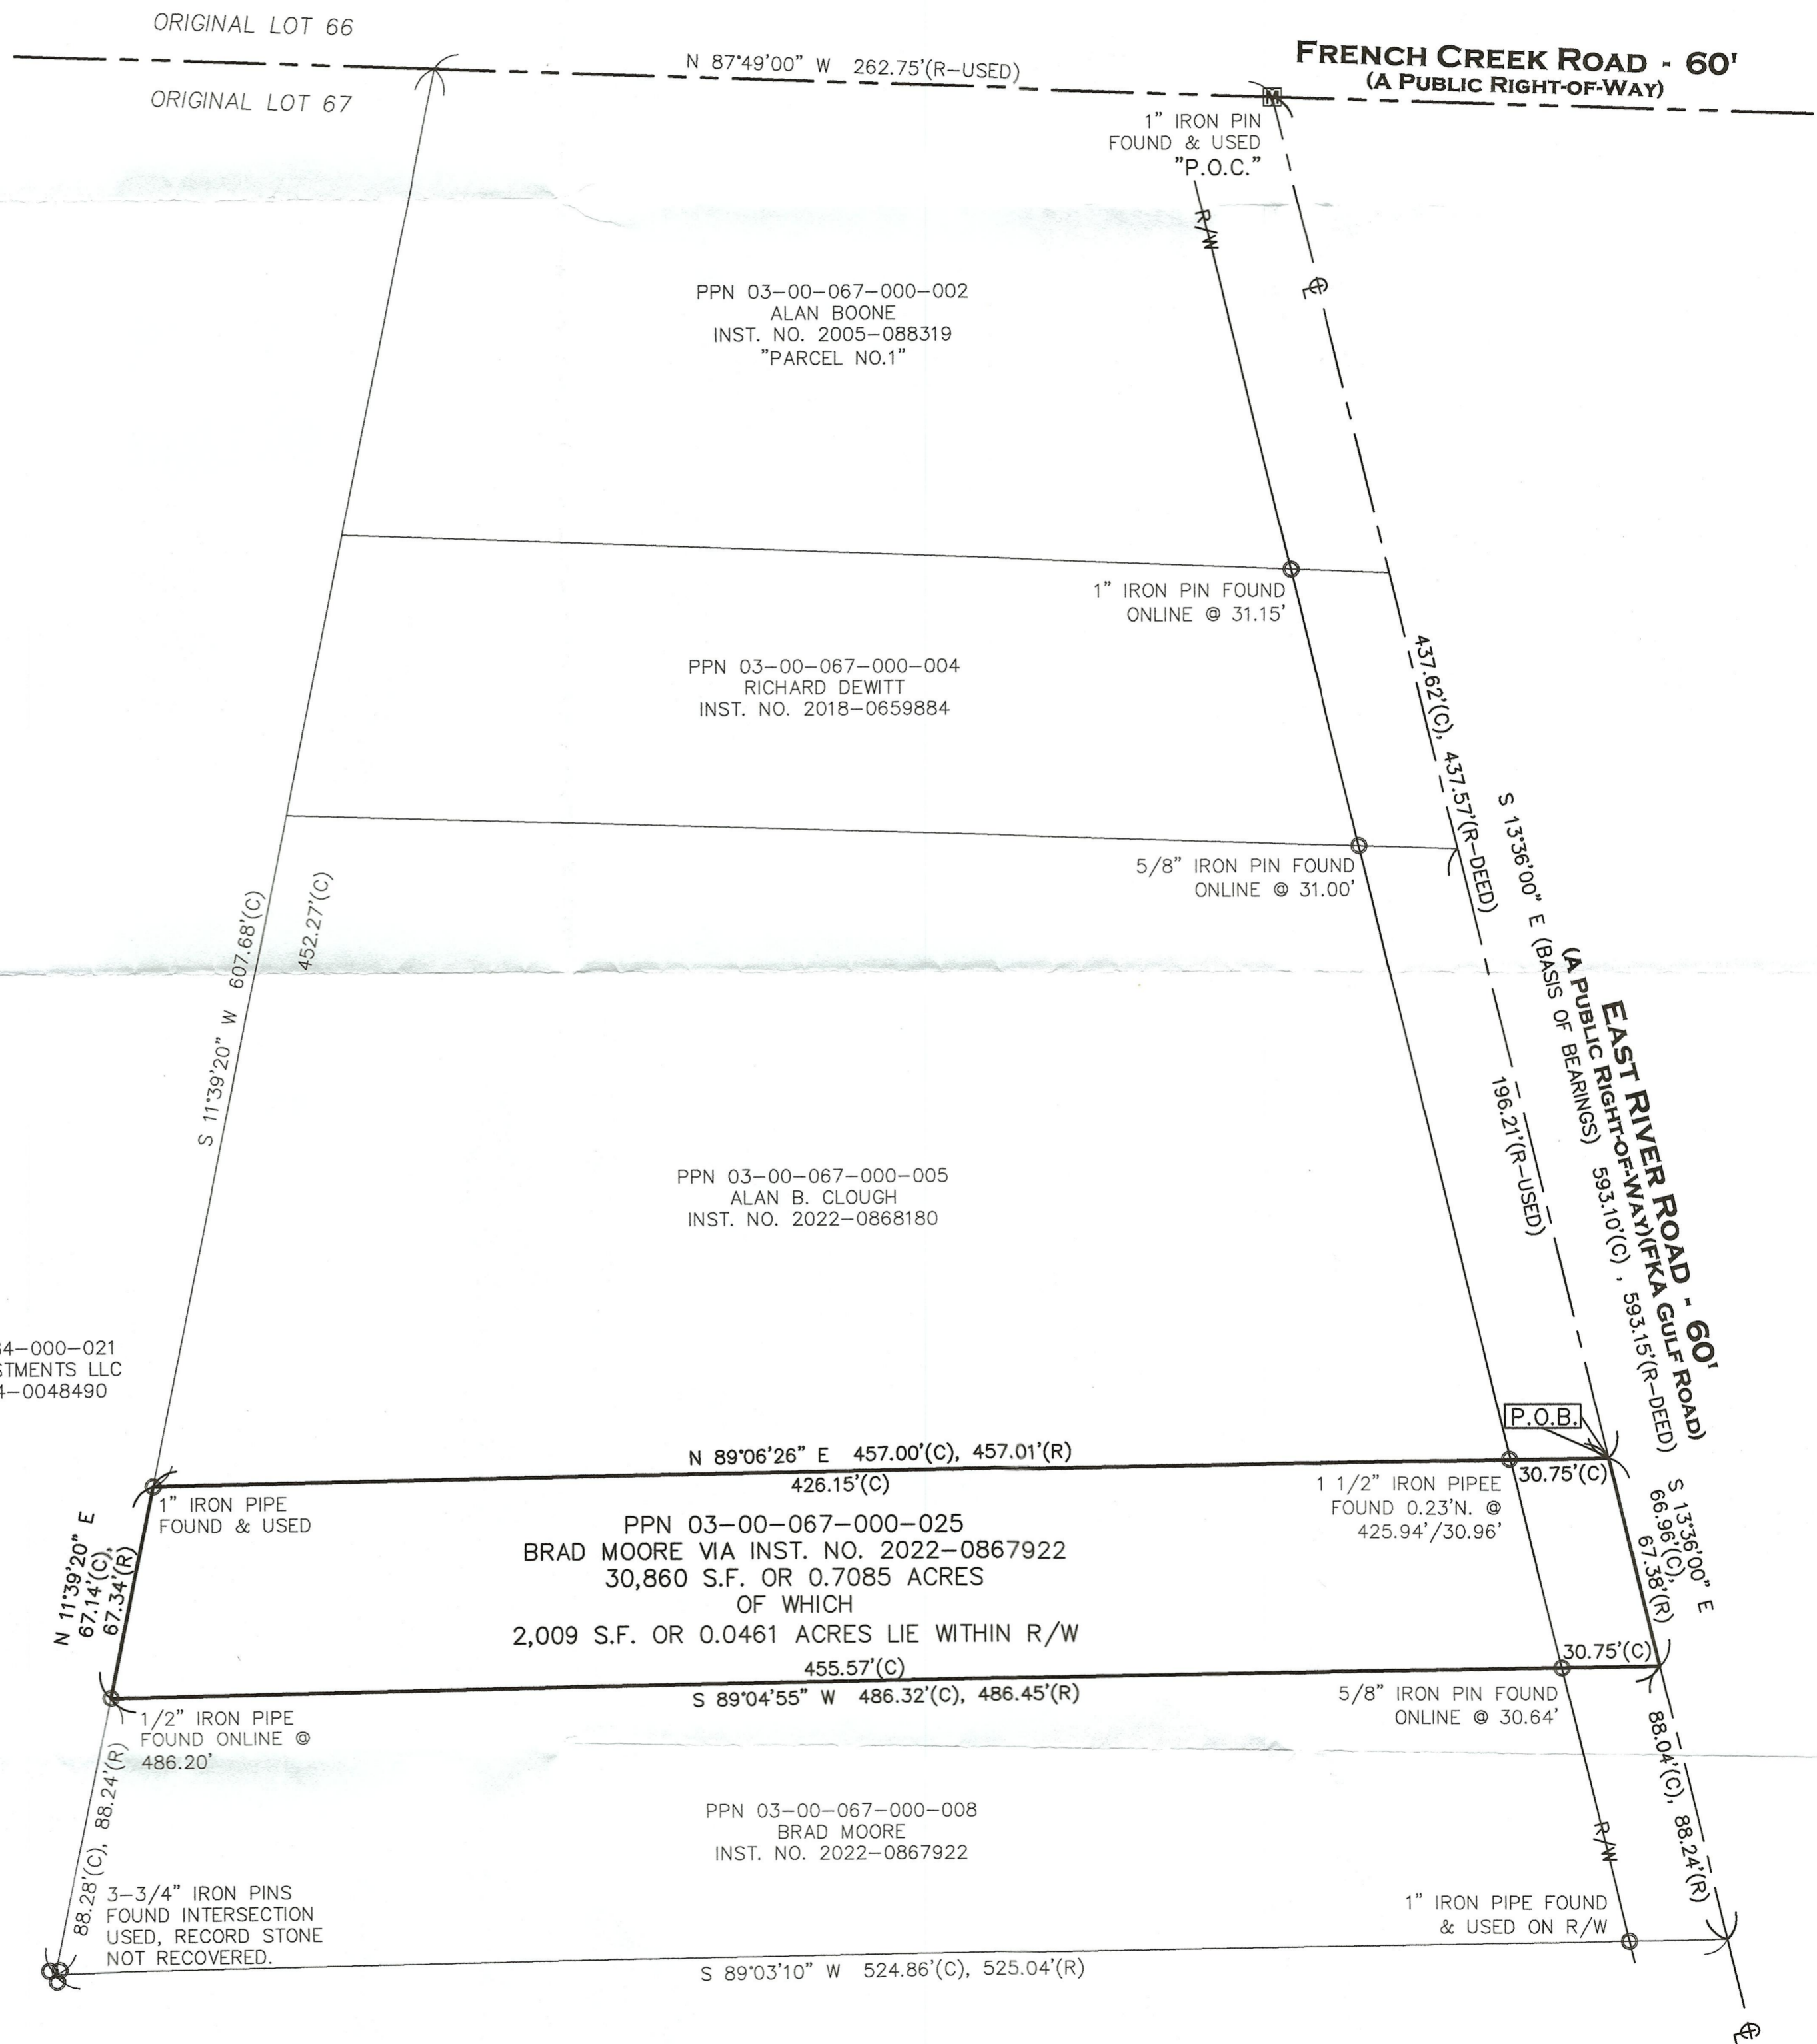 ORIGINAL LOT 66
ORIGINAL LOT 67
N 87°49'00" W 262.75'(R-USED)
FRENCH CREEK ROAD - 60'
(A PUBLIC RIGHT-OF-WAY)
M
1" IRON PIN
FOUND & USED
"P.O.C."
R/W
℄
PPN 03-00-067-000-002
ALAN BOONE
INST. NO. 2005-088319
"PARCEL NO.1"
1" IRON PIN FOUND
ONLINE @ 31.15'
PPN 03-00-067-000-004
RICHARD DEWITT
INST. NO. 2018-0659884
437.62'(C), 437.57'(R-DEED)
5/8" IRON PIN FOUND
ONLINE @ 31.00'
S 11°39'20" W 607.68'(C)
452.27'(C)
S 13°36'00" E (BASIS OF BEARINGS) 593.10'(C) , 593.15'(R-DEED)
EAST RIVER ROAD - 60'
(A PUBLIC RIGHT-OF-WAY)(FKA GULF ROAD)
196.21'(R-USED)
PPN 03-00-067-000-005
ALAN B. CLOUGH
INST. NO. 2022-0868180
4-000-021
STMENTS LLC
4-0048490
P.O.B.
N 89°06'26" E 457.00'(C), 457.01'(R)
426.15'(C)
30.75'(C)
1" IRON PIPE
FOUND & USED
1 1/2" IRON PIPEE
FOUND 0.23'N. @
425.94'/30.96'
PPN 03-00-067-000-025
BRAD MOORE VIA INST. NO. 2022-0867922
30,860 S.F. OR 0.7085 ACRES
OF WHICH
2,009 S.F. OR 0.0461 ACRES LIE WITHIN R/W
N 11°39'20" E
67.14'(C),
67.34'(R)
S 13°36'00" E
66.96'(C),
67.38'(R)
455.57'(C)
30.75'(C)
S 89°04'55" W 486.32'(C), 486.45'(R)
1/2" IRON PIPE
FOUND ONLINE @
486.20'
5/8" IRON PIN FOUND
ONLINE @ 30.64'
88.28'(C), 88.24'(R)
88.04'(C), 88.24'(R)
PPN 03-00-067-000-008
BRAD MOORE
INST. NO. 2022-0867922
R/W
3-3/4" IRON PINS
FOUND INTERSECTION
USED, RECORD STONE
NOT RECOVERED.
1" IRON PIPE FOUND
& USED ON R/W
S 89°03'10" W 524.86'(C), 525.04'(R)
℄